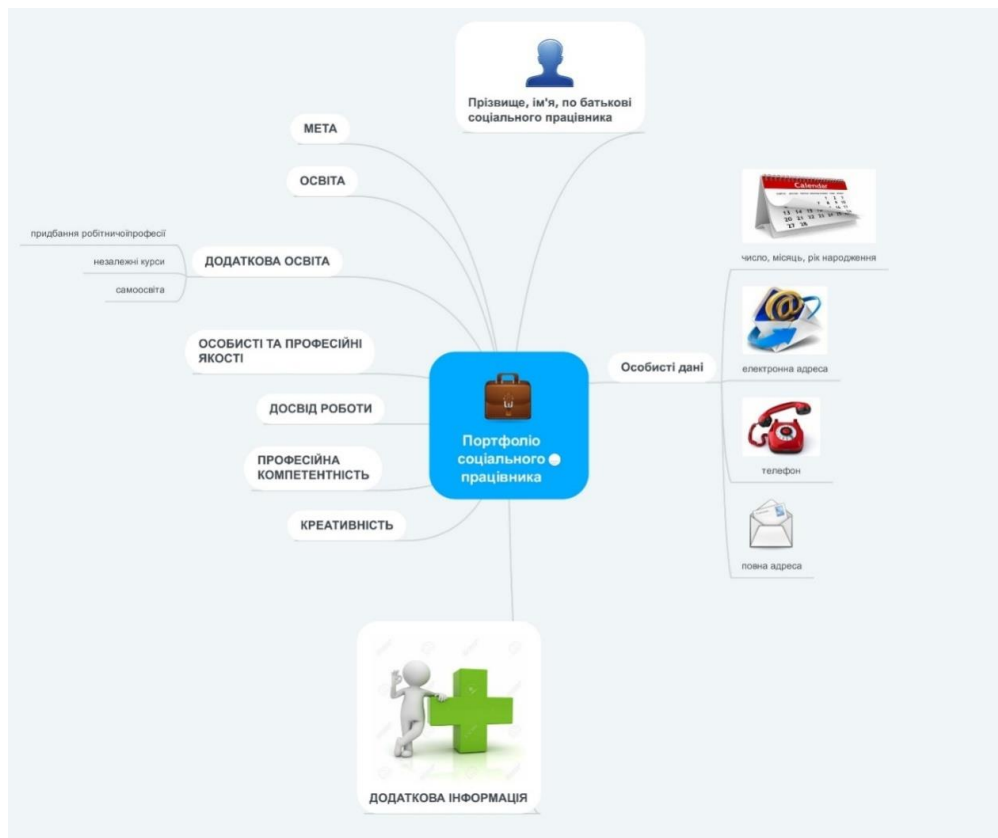 Прізвище, ім'я, по батькові
соціального працівника
МЕТА
ОСВІТА
ДОДАТКОВА ОСВІТА
придбання робітничоїпрофесії
незалежні курси
самоосвіта
ОСОБИСТІ ТА ПРОФЕСІЙНІ
ЯКОСТІ
ДОСВІД РОБОТИ
ПРОФЕСІЙНА
КОМПЕТЕНТНІСТЬ
КРЕАТИВНІСТЬ
Портфоліо
соціального
працівника
Особисті дані
Calendar
число, місяць, рік народження
електронна адреса
телефон
повна адреса
ДОДАТКОВА ІНФОРМАЦІЯ